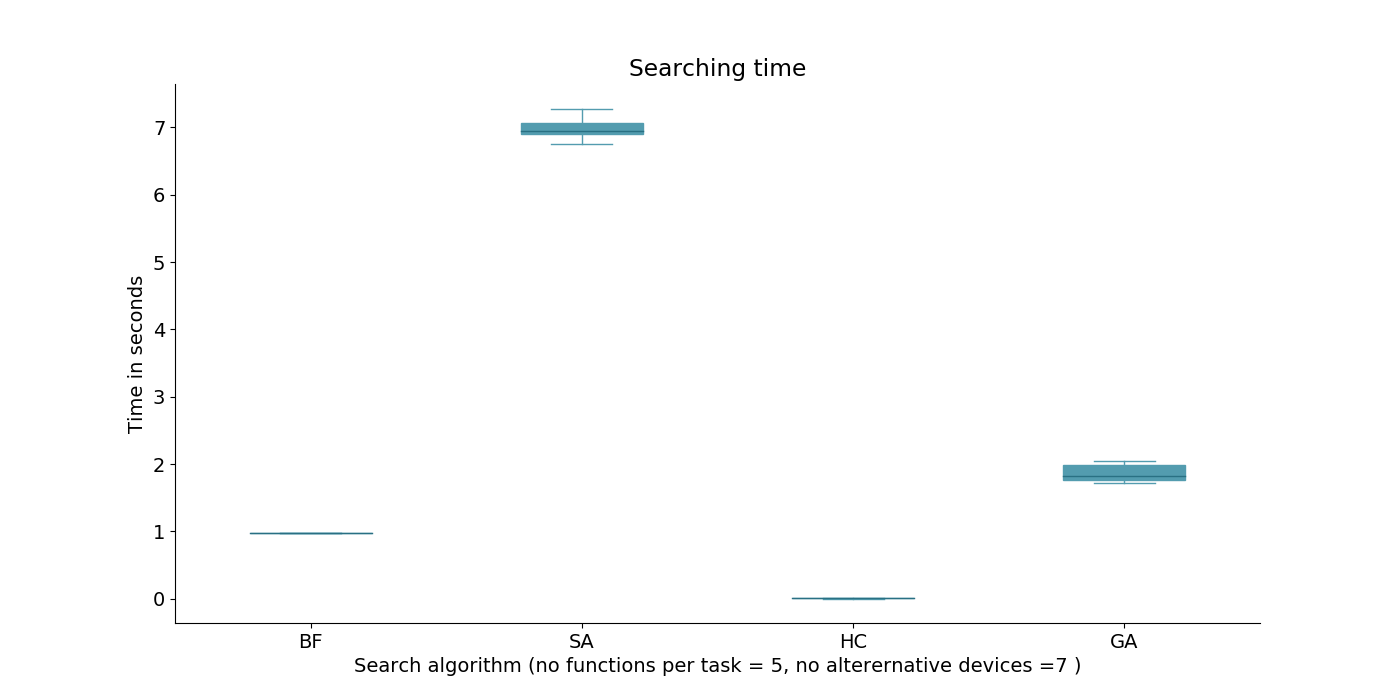 Searching time
Time in seconds
7
6
5
4
3
2
1
0
BF SA HC GA
Search algorithm (no functions per task = 5, no alterernative devices =7 )